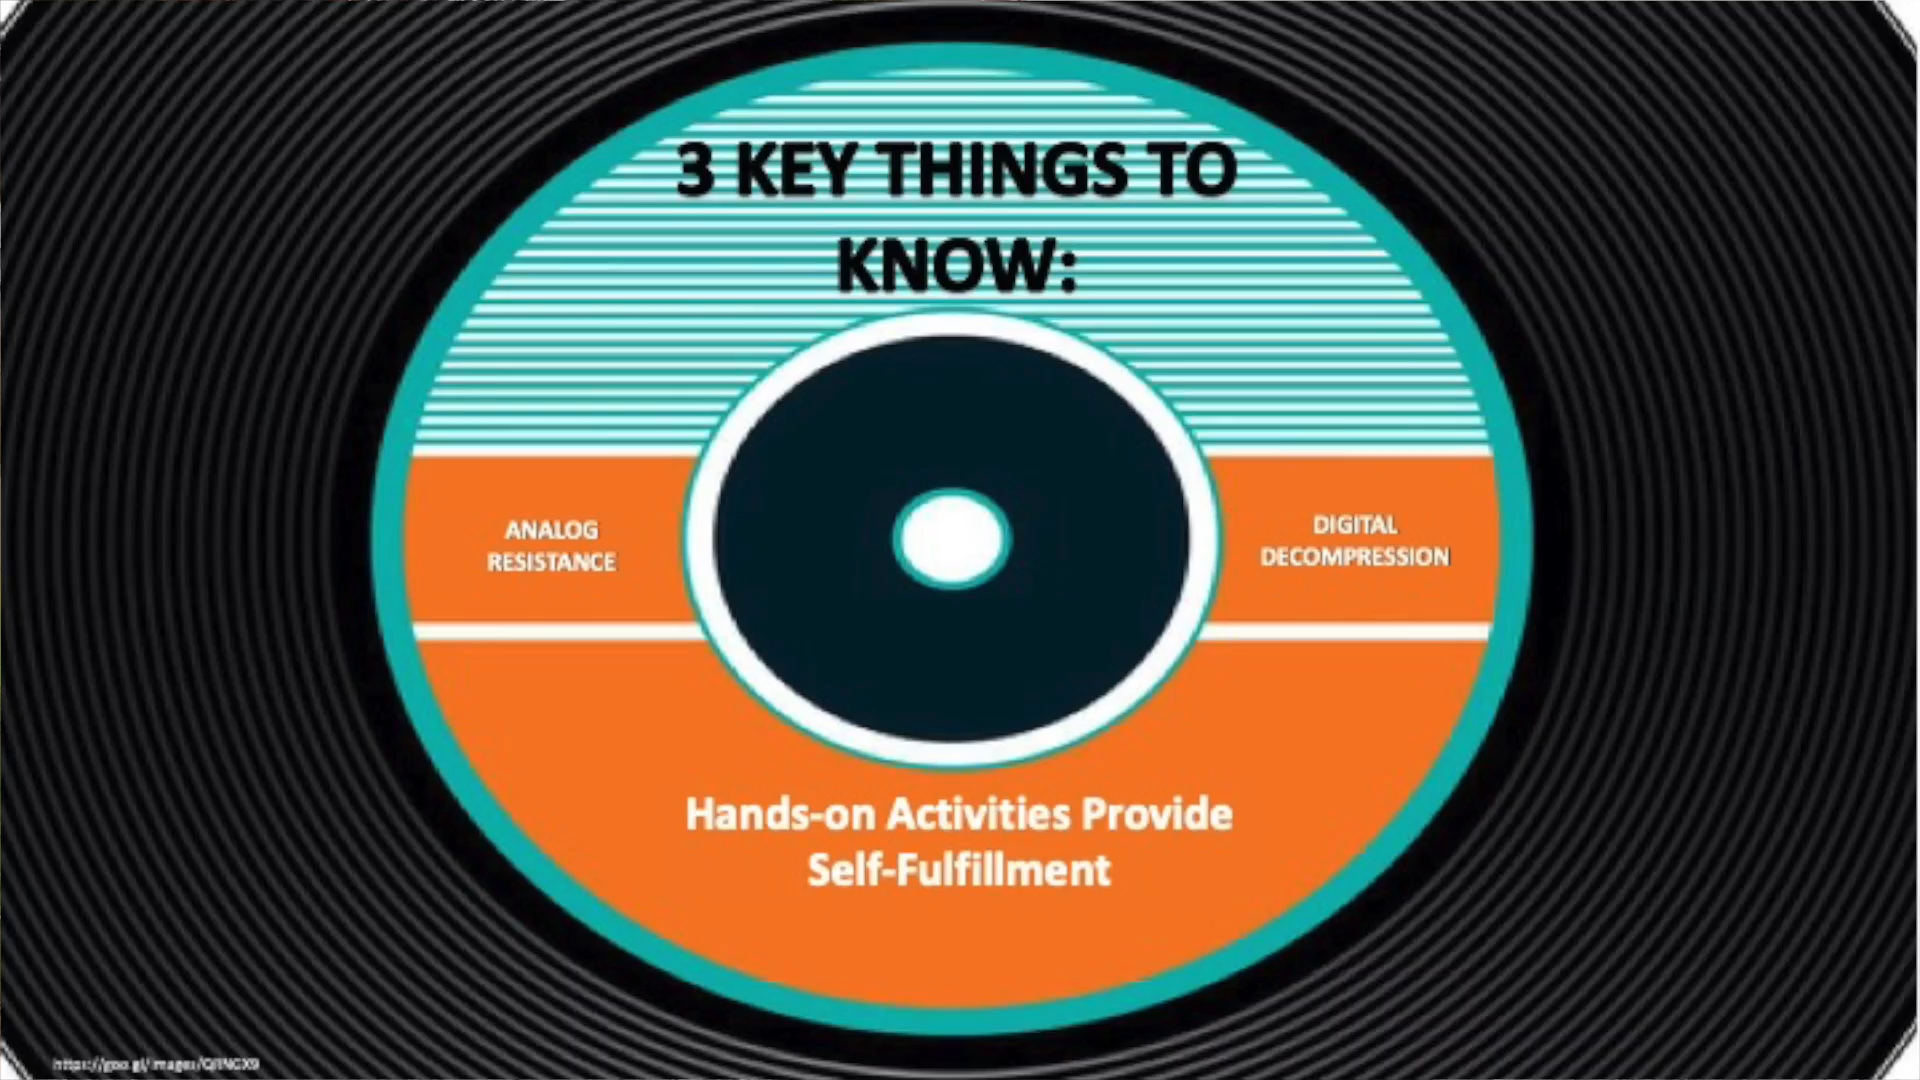 3 KEY THINGS TO
KNOW:
ANALOG
RESISTANCE
DIGITAL
DECOMPRESSION
Hands-on Activities Provide
Self-Fulfillment